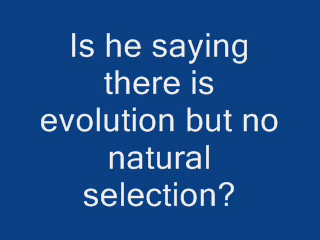 Is he saying
there is
evolution but no
natural
selection?